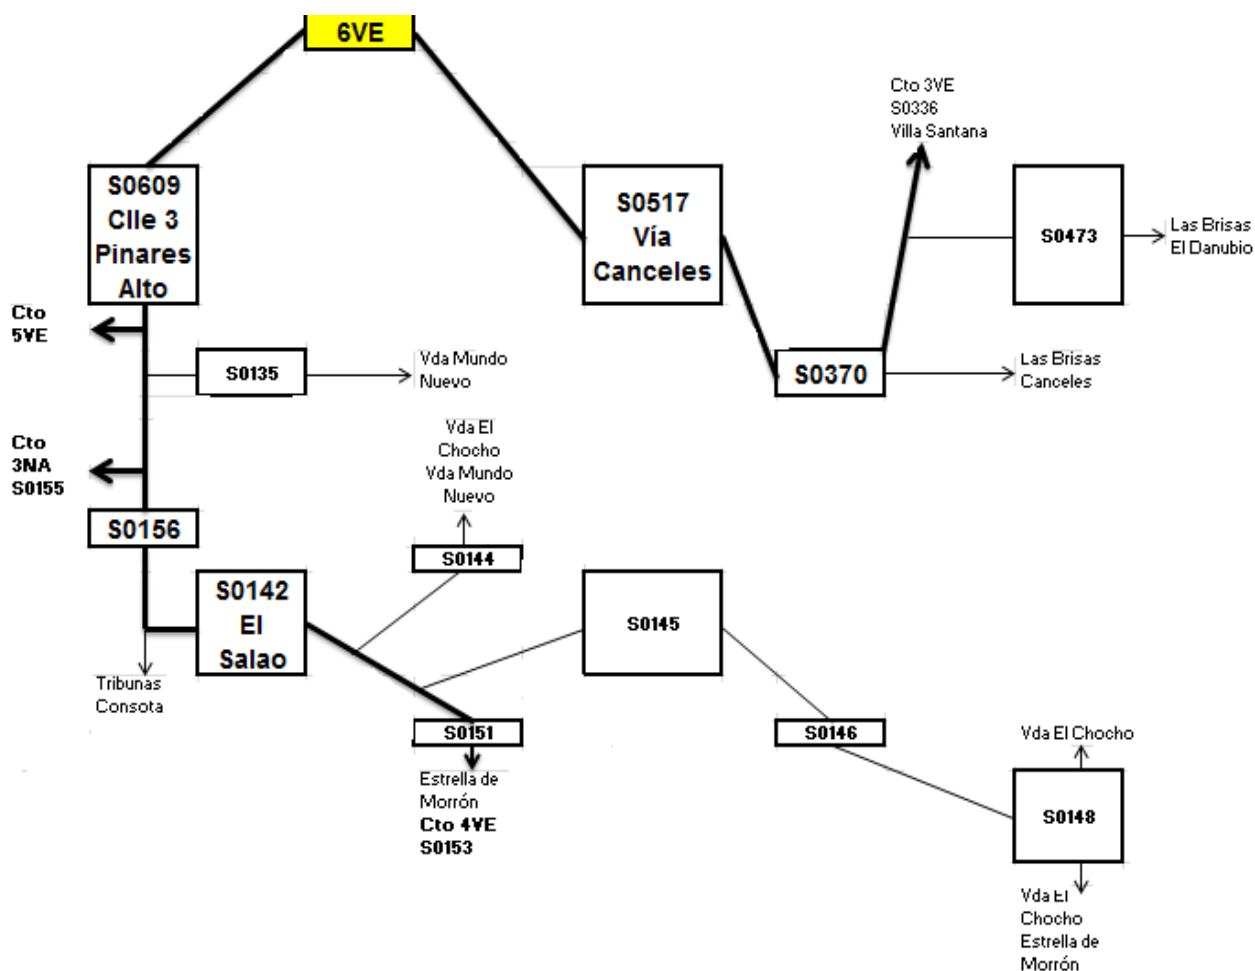 6VE
Cto 3VE
S0336
Villa Santana
S0609
Clle 3
Pinares
Alto
S0517
Vía
Canceles
S0473
Las Brisas
El Danubio
Cto
5VE
S0135
Vda Mundo
Nuevo
S0370
Las Brisas
Canceles
Cto
3NA
S0155
Vda El
Chocho
Vda Mundo
Nuevo
S0156
S0144
S0142
El
Salao
S0145
Tribunas
Consota
S0151
S0146
Vda El Chocho
Estrella de
Morrón
Cto 4VE
S0153
S0148
Vda El
Chocho
Estrella de
Morrón